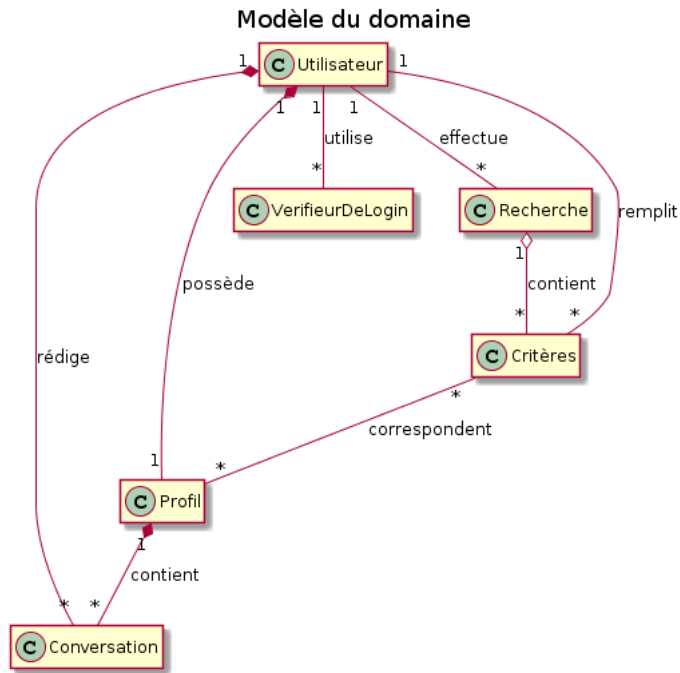 Modèle du domaine
1
C Utilisateur
1
1
1
1
utilise
effectue
*
*
C VerifieurDeLogin
C Recherche
remplit
1
possède
contient
*
*
C Critères
rédige
*
correspondent
1
*
C Profil
1
contient
*
*
C Conversation